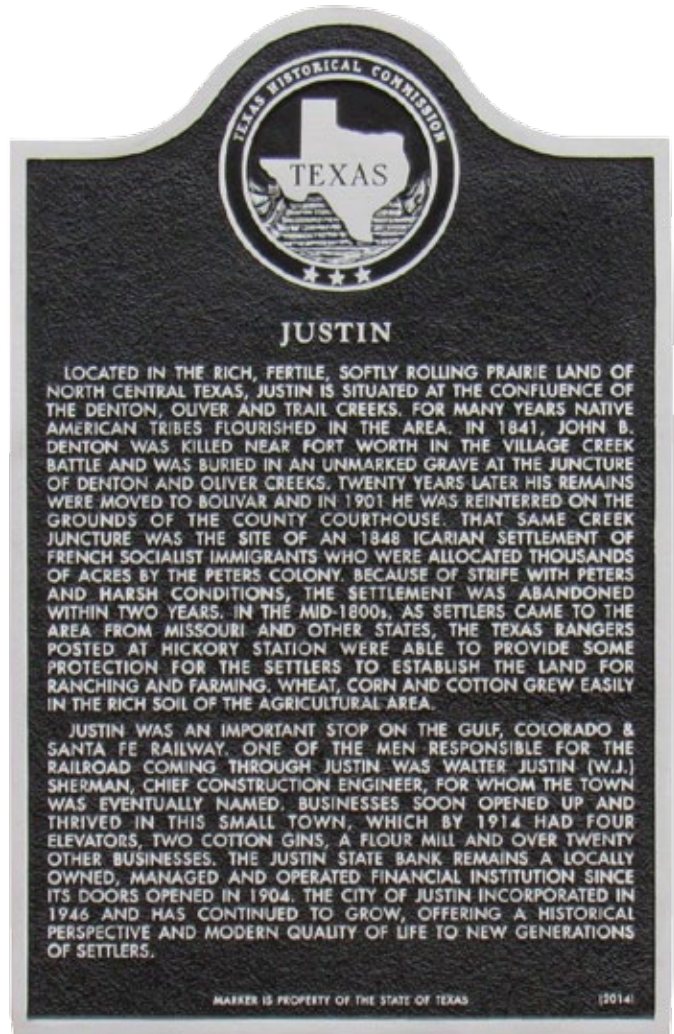 TEXAS HISTORICAL COMMISSION
TEXAS
JUSTIN
LOCATED IN THE RICH, FERTILE, SOFTLY ROLLING PRAIRIE LAND OF
NORTH CENTRAL TEXAS, JUSTIN IS SITUATED AT THE CONFLUENCE OF
THE DENTON, OLIVER AND TRAIL CREEKS. FOR MANY YEARS NATIVE
AMERICAN TRIBES FLOURISHED IN THE AREA. IN 1841, JOHN B.
DENTON WAS KILLED NEAR FORT WORTH IN THE VILLAGE CREEK
BATTLE AND WAS BURIED IN AN UNMARKED GRAVE AT THE JUNCTURE
OF DENTON AND OLIVER CREEKS. TWENTY YEARS LATER HIS REMAINS
WERE MOVED TO BOLIVAR AND IN 1901 HE WAS REINTERRED ON THE
GROUNDS OF THE COUNTY COURTHOUSE. THAT SAME CREEK
JUNCTURE WAS THE SITE OF AN 1848 ICARIAN SETTLEMENT OF
FRENCH SOCIALIST IMMIGRANTS WHO WERE ALLOCATED THOUSANDS
OF ACRES BY THE PETERS COLONY. BECAUSE OF STRIFE WITH PETERS
AND HARSH CONDITIONS, THE SETTLEMENT WAS ABANDONED
WITHIN TWO YEARS. IN THE MID-1800s, AS SETTLERS CAME TO THE
AREA FROM MISSOURI AND OTHER STATES, THE TEXAS RANGERS
POSTED AT HICKORY STATION WERE ABLE TO PROVIDE SOME
PROTECTION FOR THE SETTLERS TO ESTABLISH THE LAND FOR
RANCHING AND FARMING. WHEAT, CORN AND COTTON GREW EASILY
IN THE RICH SOIL OF THE AGRICULTURAL AREA.
JUSTIN WAS AN IMPORTANT STOP ON THE GULF, COLORADO &
SANTA FE RAILWAY. ONE OF THE MEN RESPONSIBLE FOR THE
RAILROAD COMING THROUGH JUSTIN WAS WALTER JUSTIN (W.J.)
SHERMAN, CHIEF CONSTRUCTION ENGINEER, FOR WHOM THE TOWN
WAS EVENTUALLY NAMED. BUSINESSES SOON OPENED UP AND
THRIVED IN THIS SMALL TOWN, WHICH BY 1914 HAD FOUR
ELEVATORS, TWO COTTON GINS, A FLOUR MILL AND OVER TWENTY
OTHER BUSINESSES. THE JUSTIN STATE BANK REMAINS A LOCALLY
OWNED, MANAGED AND OPERATED FINANCIAL INSTITUTION SINCE
ITS DOORS OPENED IN 1904. THE CITY OF JUSTIN INCORPORATED IN
1946 AND HAS CONTINUED TO GROW, OFFERING A HISTORICAL
PERSPECTIVE AND MODERN QUALITY OF LIFE TO NEW GENERATIONS
OF SETTLERS.
MARKER IS PROPERTY OF THE STATE OF TEXAS
(2014)